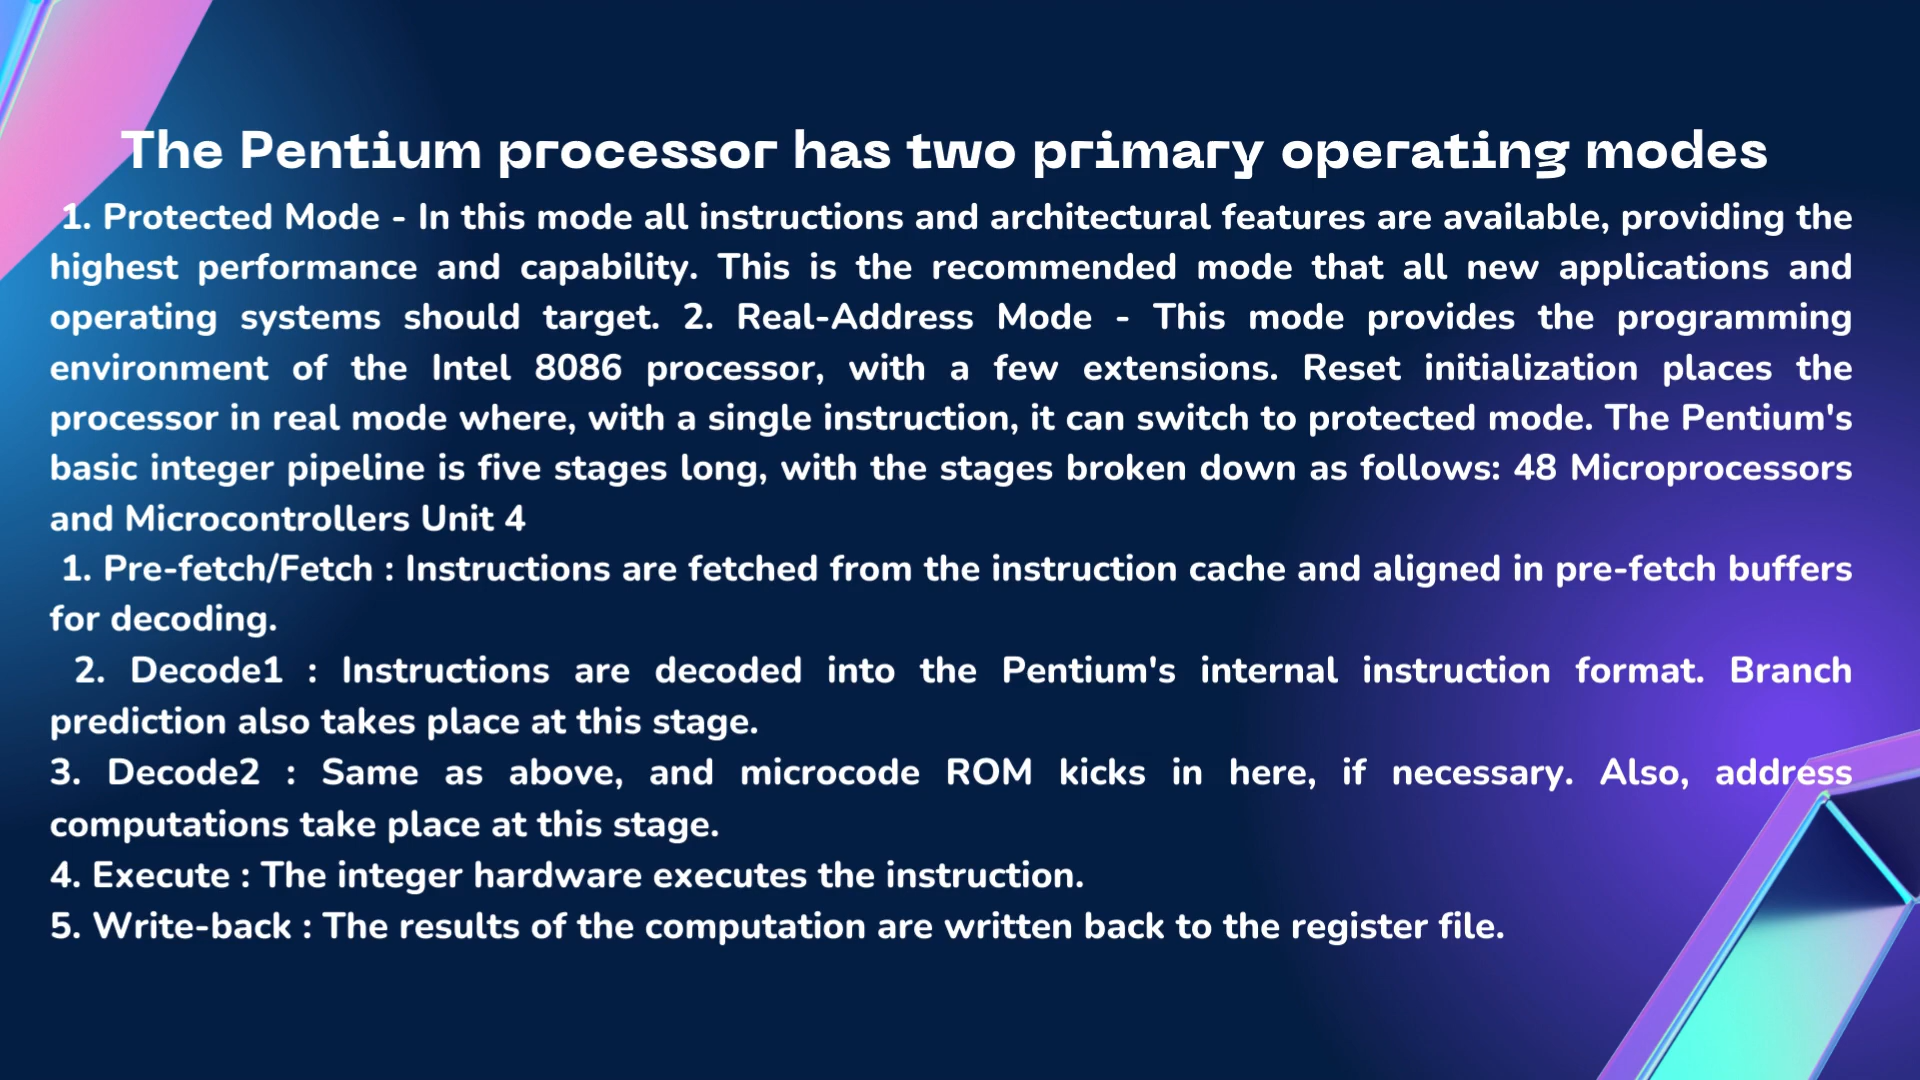 The Pentium processor has two primary operating modes
1. Protected Mode - In this mode all instructions and architectural features are available, providing the
highest performance and capability. This is the recommended mode that all new applications and
operating systems should target. 2. Real-Address Mode - This mode provides the programming
environment of the Intel 8086 processor, with a few extensions. Reset initialization places the
processor in real mode where, with a single instruction, it can switch to protected mode. The Pentium's
basic integer pipeline is five stages long, with the stages broken down as follows: 48 Microprocessors
and Microcontrollers Unit 4
1. Pre-fetch/Fetch : Instructions are fetched from the instruction cache and aligned in pre-fetch buffers
for decoding.
2. Decode1 : Instructions are decoded into the Pentium's internal instruction format. Branch
prediction also takes place at this stage.
3. Decode2 : Same as above, and microcode ROM kicks in here, if necessary. Also, address
computations take place at this stage.
4. Execute : The integer hardware executes the instruction.
5. Write-back : The results of the computation are written back to the register file.